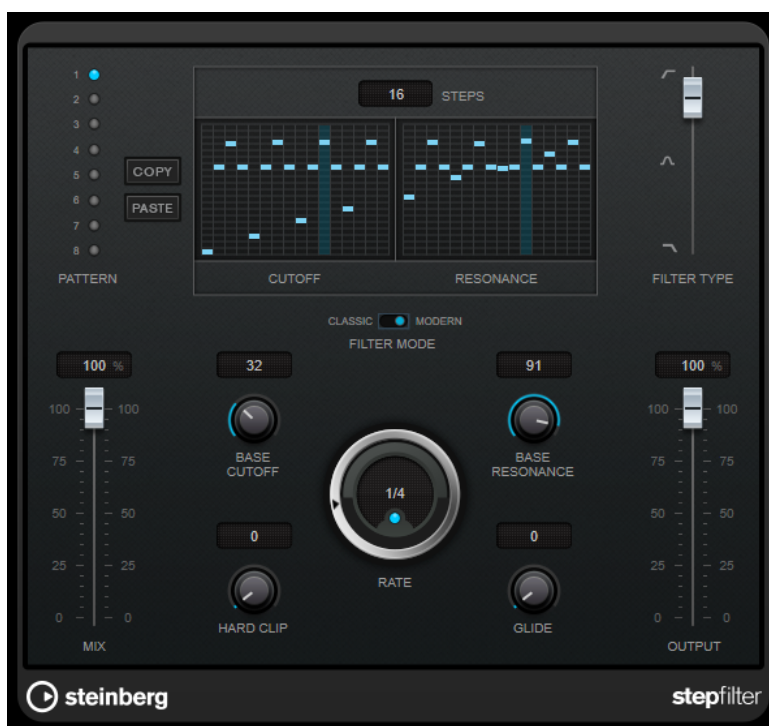 1
2
3
4
5
6
7
8
PATTERN
COPY
PASTE
16 STEPS
CUTOFF RESONANCE
FILTER TYPE
CLASSIC MODERN
FILTER MODE
100 %
100 100
75 75
50 50
25 25
0 0
MIX
32
BASE
CUTOFF
0
HARD CLIP
1/4
RATE
91
BASE
RESONANCE
0
GLIDE
100 %
100 100
75 75
50 50
25 25
0 0
OUTPUT
steinberg
stepfilter